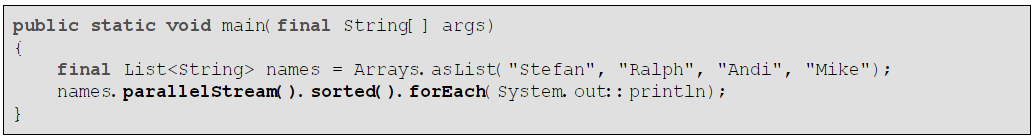 public static void main(final String[] args)
{
    final List<String> names = Arrays.asList("Stefan", "Ralph", "Andi", "Mike");
    names.parallelStream().sorted().forEach(System.out::println);
}